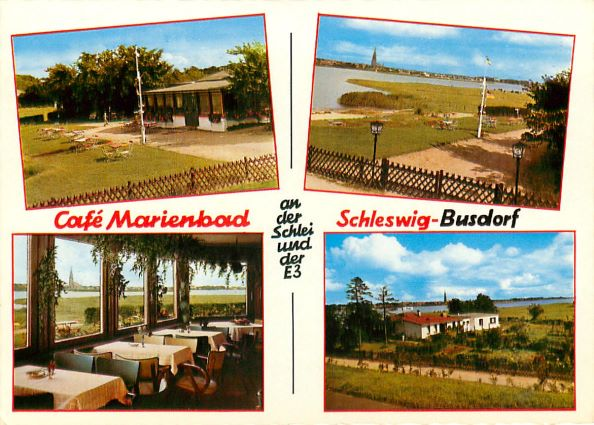 Café Marienbad
an
der
Schlei
und
der
E3
Schleswig-Busdorf